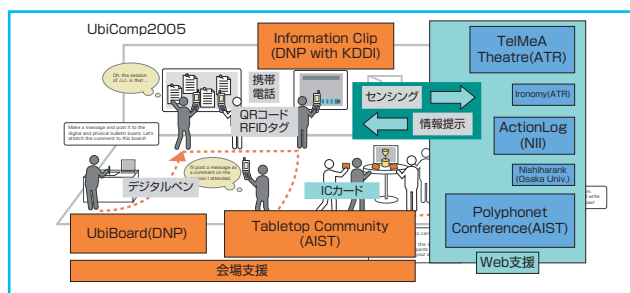 UbiComp2005
Information Clip
(DNP with KDDI)
TelMeA
Theatre(ATR)
Oh, the session
of △△ is that ...
携帯
電話
センシング
Ironomy(ATR)
QRコード
RFIDタグ
情報提示
ActionLog
(NII)
Make a message and post it to the
digital and physical bulletin board. Let's
attatch the comment to this board!
I'll post a message as
a comment on the
I attended
デジタルペン
ICカード
Nishiharank
(Osaka Univ.)
UbiBoard(DNP)
Tabletop Community
(AIST)
Polyphonet
Conference(AIST)
会場支援
Web支援